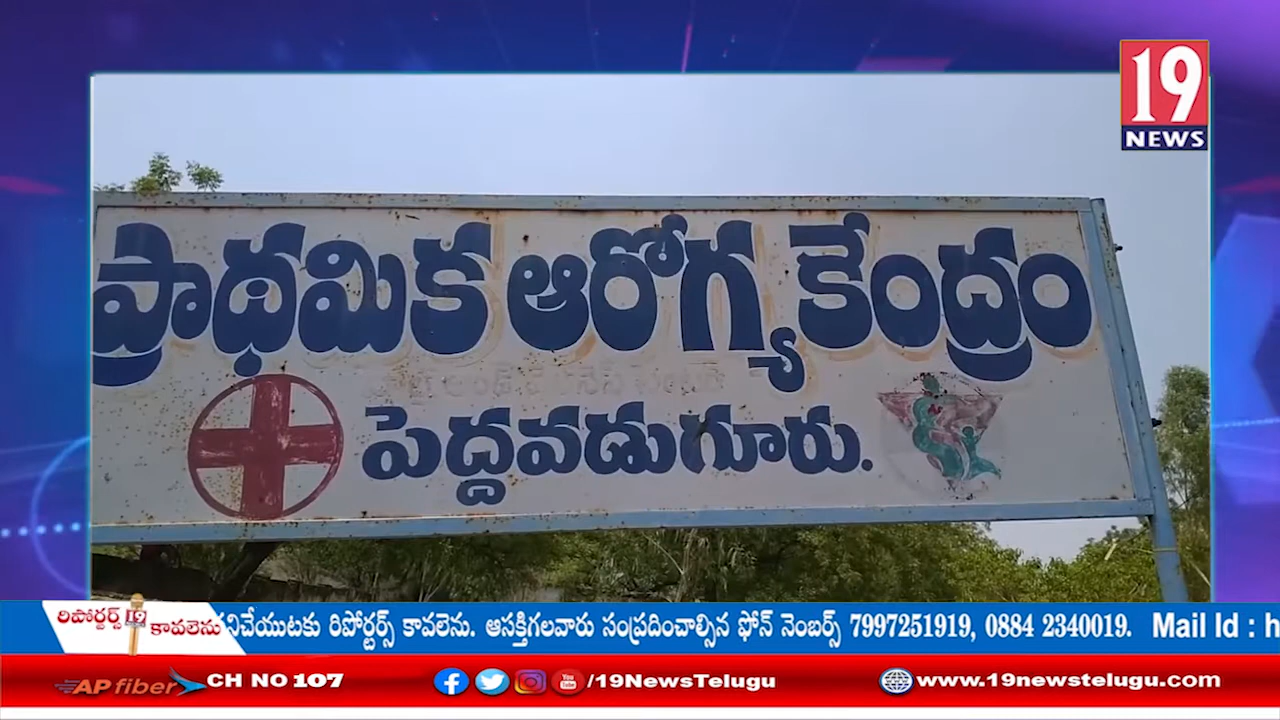 19
NEWS
ప్రాథమిక ఆరోగ్య కేంద్రం
పెద్దవడుగూరు.
రిపోర్టర్స్ 19
కావలెను
నిచేయుటకు రిపోర్టర్స్ కావలెను. ఆసక్తిగలవారు సంప్రదించాల్సిన ఫోన్ నెంబర్స్ 7997251919, 0884 2340019. Mail Id : h
AP fiber CH NO 107 /19NewsTelugu www.19newstelugu.com